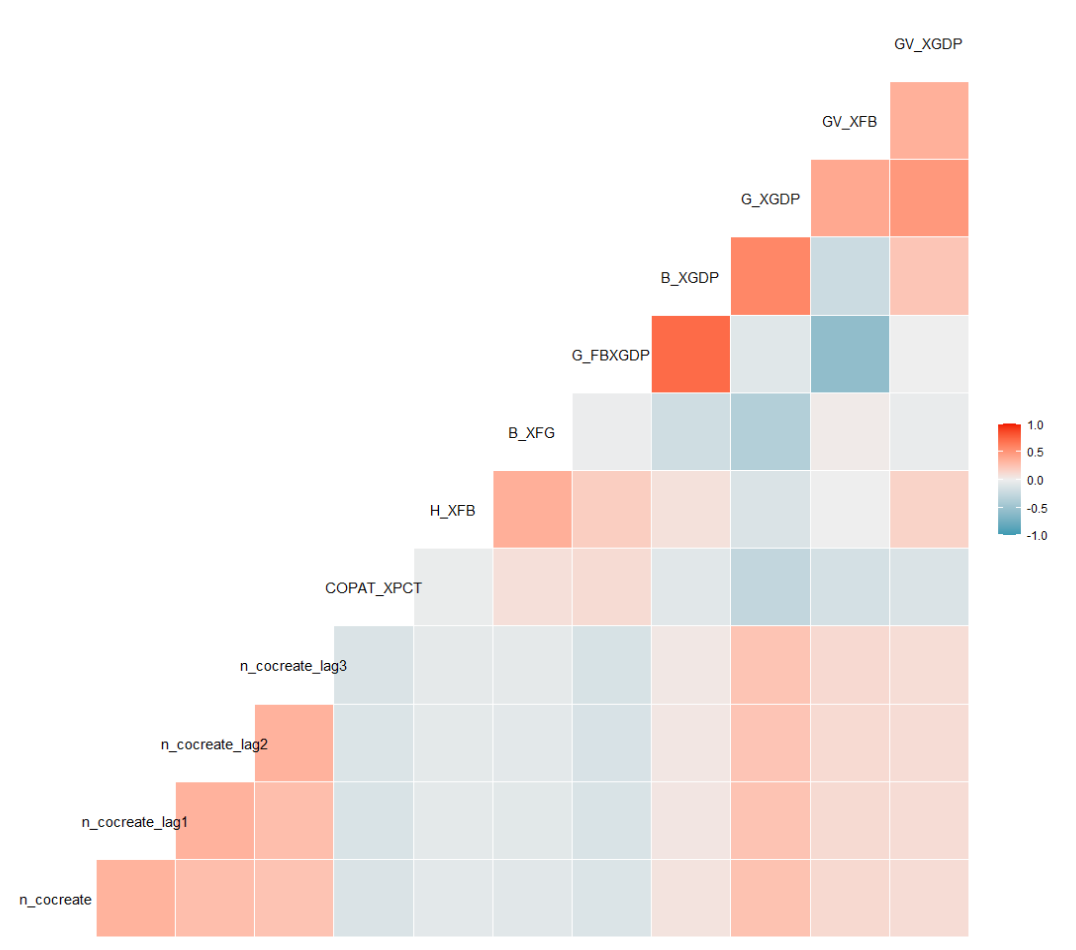 GV_XGDP
GV_XFB
G_XGDP
B_XGDP
G_FBXGDP
B_XFG
H_XFB
COPAT_XPCT
n_cocreate_lag3
n_cocreate_lag2
n_cocreate_lag1
n_cocreate
1.0
0.5
0.0
-0.5
-1.0